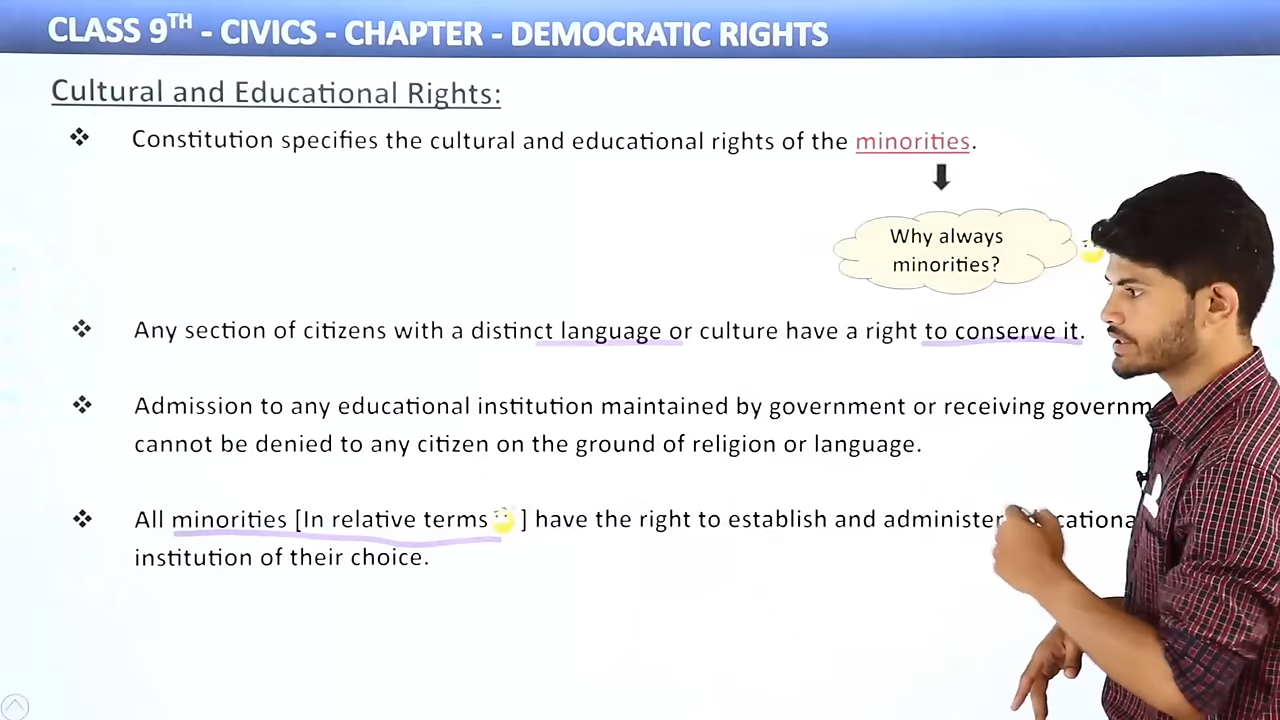 CLASS 9TH - CIVICS - CHAPTER - DEMOCRATIC RIGHTS
Cultural and Educational Rights:
❖ Constitution specifies the cultural and educational rights of the minorities.
Why always
minorities?
❖ Any section of citizens with a distinct language or culture have a right to conserve it.
❖ Admission to any educational institution maintained by government or receiving
cannot be denied to any citizen on the ground of religion or language.
❖ All minorities [In relative terms ] have the right to establish and administer
institution of their choice.